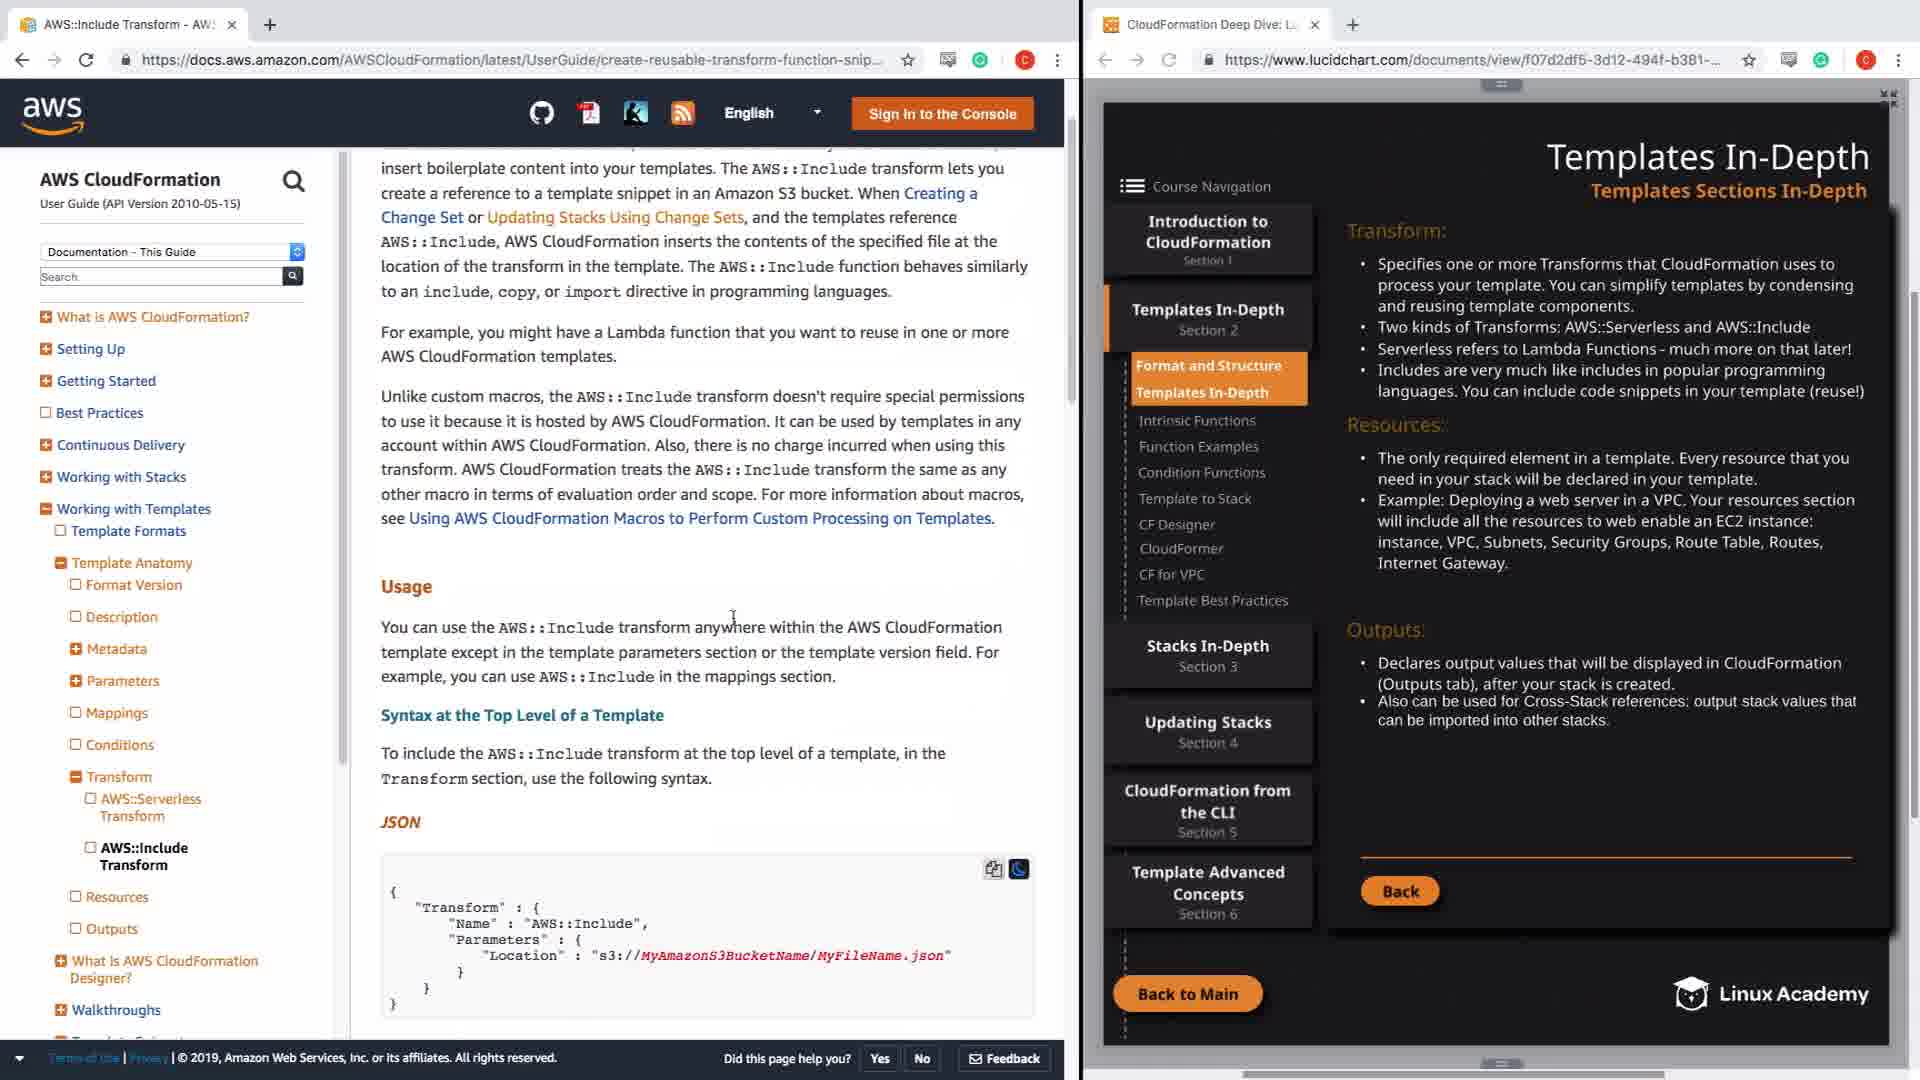 AWS::Include Transform - AWS
https://docs.aws.amazon.com/AWSCloudFormation/latest/UserGuide/create-reusable-transform-function-snip...
aws
English
Sign In to the Console
AWS CloudFormation
User Guide (API Version 2010-05-15)
Documentation - This Guide
Search:
What is AWS CloudFormation?
Setting Up
Getting Started
Best Practices
Continuous Delivery
Working with Stacks
Working with Templates
Template Formats
Template Anatomy
Format Version
Description
Metadata
Parameters
Mappings
Conditions
Transform
AWS::Serverless
Transform
AWS::Include
Transform
Resources
Outputs
What Is AWS CloudFormation
Designer?
Walkthroughs
insert boilerplate content into your templates. The AWS::Include transform lets you
create a reference to a template snippet in an Amazon S3 bucket. When Creating a
Change Set or Updating Stacks Using Change Sets, and the templates reference
AWS::Include, AWS CloudFormation inserts the contents of the specified file at the
location of the transform in the template. The AWS::Include function behaves similarly
to an include, copy, or import directive in programming languages.
For example, you might have a Lambda function that you want to reuse in one or more
AWS CloudFormation templates.
Unlike custom macros, the AWS::Include transform doesn't require special permissions
to use it because it is hosted by AWS CloudFormation. It can be used by templates in any
account within AWS CloudFormation. Also, there is no charge incurred when using this
transform. AWS CloudFormation treats the AWS::Include transform the same as any
other macro in terms of evaluation order and scope. For more information about macros,
see Using AWS CloudFormation Macros to Perform Custom Processing on Templates.
Usage
You can use the AWS::Include transform anywhere within the AWS CloudFormation
template except in the template parameters section or the template version field. For
example, you can use AWS::Include in the mappings section.
Syntax at the Top Level of a Template
To include the AWS::Include transform at the top level of a template, in the
Transform section, use the following syntax.
JSON
{
"Transform" : {
"Name" : "AWS::Include",
"Parameters" : {
"Location" : "s3://MyAmazonS3BucketName/MyFileName.json"
}
}
}
Terms of Use | Privacy | © 2019, Amazon Web Services, Inc. or its affiliates. All rights reserved.
Did this page help you?
Yes
No
Feedback
CloudFormation Deep Dive: L
https://www.lucidchart.com/documents/view/f07d2df5-3d12-494f-b381-...
Templates In-Depth
Templates Sections In-Depth
Course Navigation
Introduction to
CloudFormation
Section 1
Templates In-Depth
Section 2
Format and Structure
Templates In-Depth
Intrinsic Functions
Function Examples
Condition Functions
Template to Stack
CF Designer
CloudFormer
CF for VPC
Template Best Practices
Stacks In-Depth
Section 3
Updating Stacks
Section 4
CloudFormation from
the CLI
Section 5
Template Advanced
Concepts
Section 6
Back to Main
Transform:
• Specifies one or more Transforms that CloudFormation uses to
process your template. You can simplify templates by condensing
and reusing template components.
• Two kinds of Transforms: AWS::Serverless and AWS::Include
• Serverless refers to Lambda Functions - much more on that later!
• Includes are very much like includes in popular programming
languages. You can include code snippets in your template (reuse!)
Resources:
• The only required element in a template. Every resource that you
need in your stack will be declared in your template.
• Example: Deploying a web server in a VPC. Your resources section
will include all the resources to web enable an EC2 instance:
instance, VPC, Subnets, Security Groups, Route Table, Routes,
Internet Gateway.
Outputs:
• Declares output values that will be displayed in CloudFormation
(Outputs tab), after your stack is created.
• Also can be used for Cross-Stack references; output stack values that
can be imported into other stacks.
Back
Linux Academy